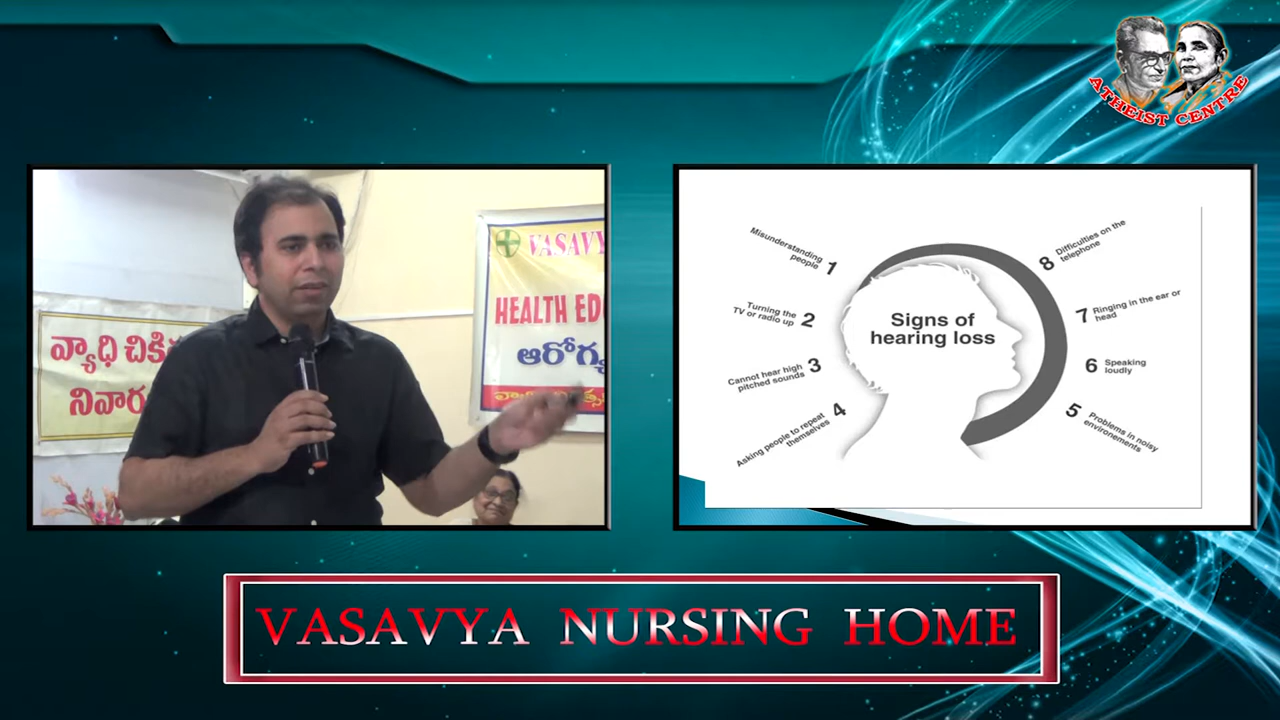 ATHEIST CENTRE
వ్యాధి చికి
నివార
VASAVY
HEALTH EDU
ఆరోగ్య
Signs of
hearing loss
Misunderstanding
people
1
Turning the
TV or radio up
2
Cannot hear high
pitched sounds
3
Asking people to repeat
themselves
4
5
Problems in noisy
environements
6
Speaking
loudly
7
Ringing in the ear or
head
8
Difficulties on the
telephone
VASAVYA NURSING HOME